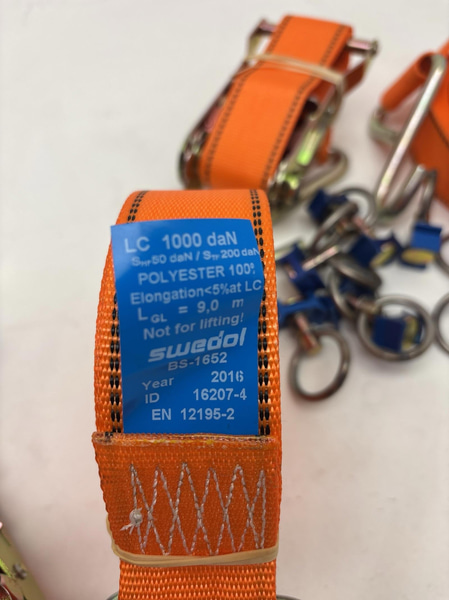 LC 1000 daN
SHF 50 daN / STF 200 daN
POLYESTER 100%
Elongation<5%at LC
LGL = 9,0 m
Not for lifting!
swedol
BS-1652
Year 2016
ID 16207-4
EN 12195-2